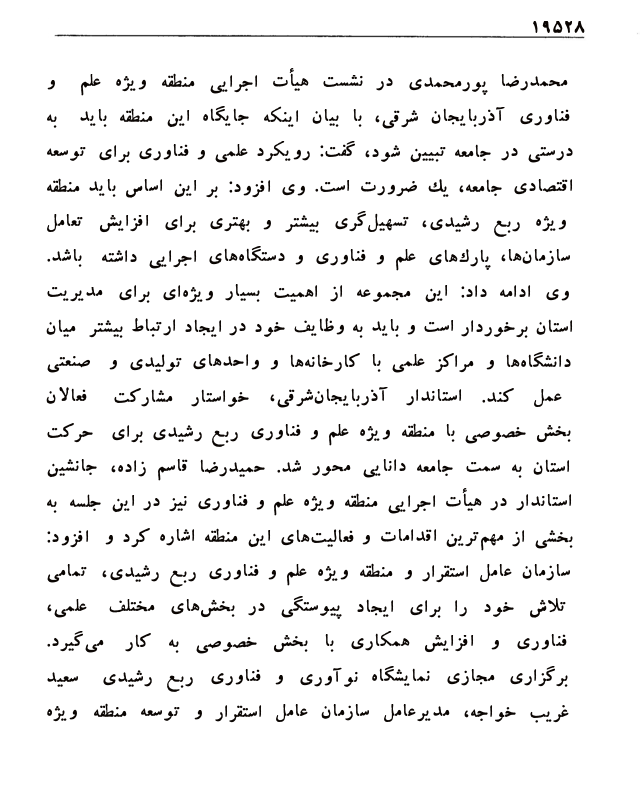 ۱۹۵۲۸
محمدرضا پورمحمدی در نشست هیأت اجرایی منطقه ویژه علم و
فناوری آذربایجان شرقی، با بیان اینکه جایگاه این منطقه باید به
درستی در جامعه تبیین شود، گفت: رویکرد علمی و فناوری برای توسعه
اقتصادی جامعه، یك ضرورت است. وی افزود: بر این اساس باید منطقه
ویژه ربع رشیدی، تسهیل‌گری بیشتر و بهتری برای افزایش تعامل
سازمان‌ها، پارك‌های علم و فناوری و دستگاه‌های اجرایی داشته باشد.
وی ادامه داد: این مجموعه از اهمیت بسیار ویژه‌ای برای مدیریت
استان برخوردار است و باید به وظایف خود در ایجاد ارتباط بیشتر میان
دانشگاه‌ها و مراکز علمی با کارخانه‌ها و واحدهای تولیدی و صنعتی
عمل کند. استاندار آذربایجان‌شرقی، خواستار مشارکت فعالان
بخش خصوصی با منطقه ویژه علم و فناوری ربع رشیدی برای حرکت
استان به سمت جامعه دانایی محور شد. حمیدرضا قاسم زاده، جانشین
استاندار در هیأت اجرایی منطقه ویژه علم و فناوری نیز در این جلسه به
بخشی از مهم‌ترین اقدامات و فعالیت‌های این منطقه اشاره کرد و افزود:
سازمان عامل استقرار و منطقه ویژه علم و فناوری ربع رشیدی، تمامی
تلاش خود را برای ایجاد پیوستگی در بخش‌های مختلف علمی،
فناوری و افزایش همکاری با بخش خصوصی به کار می‌گیرد.
برگزاری مجازی نمایشگاه نوآوری و فناوری ربع رشیدی سعید
غریب خواجه، مدیرعامل سازمان عامل استقرار و توسعه منطقه ویژه